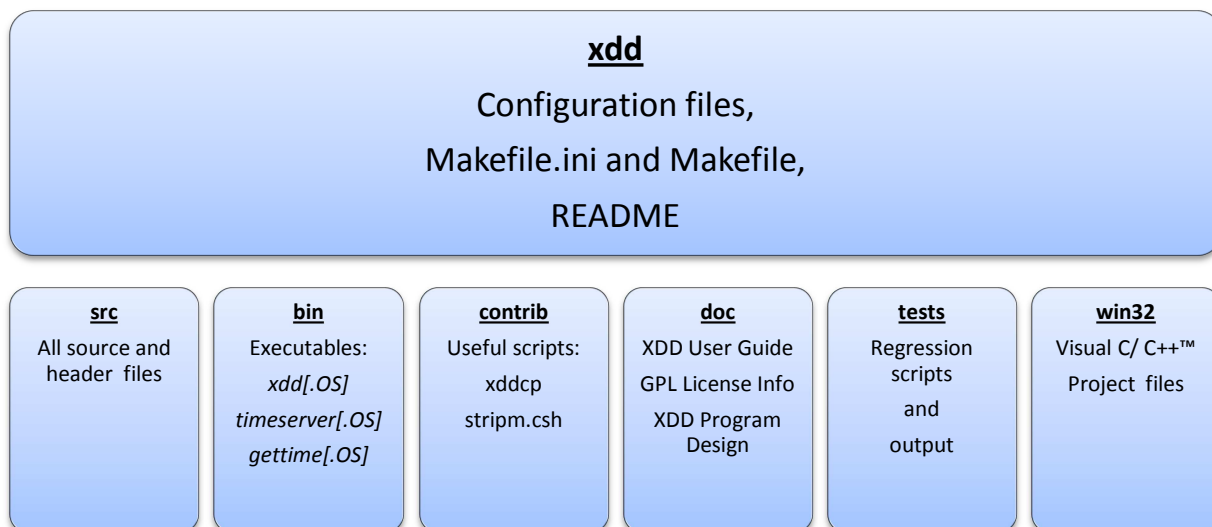 xdd
Configuration files,
Makefile.ini and Makefile,
README
src
All source and
header files
bin
Executables:
xdd[.OS]
timeserver[.OS]
gettime[.OS]
contrib
Useful scripts:
xddcp
stripm.csh
doc
XDD User Guide
GPL License Info
XDD Program
Design
tests
Regression
scripts
and
output
win32
Visual C/ C++™
Project files